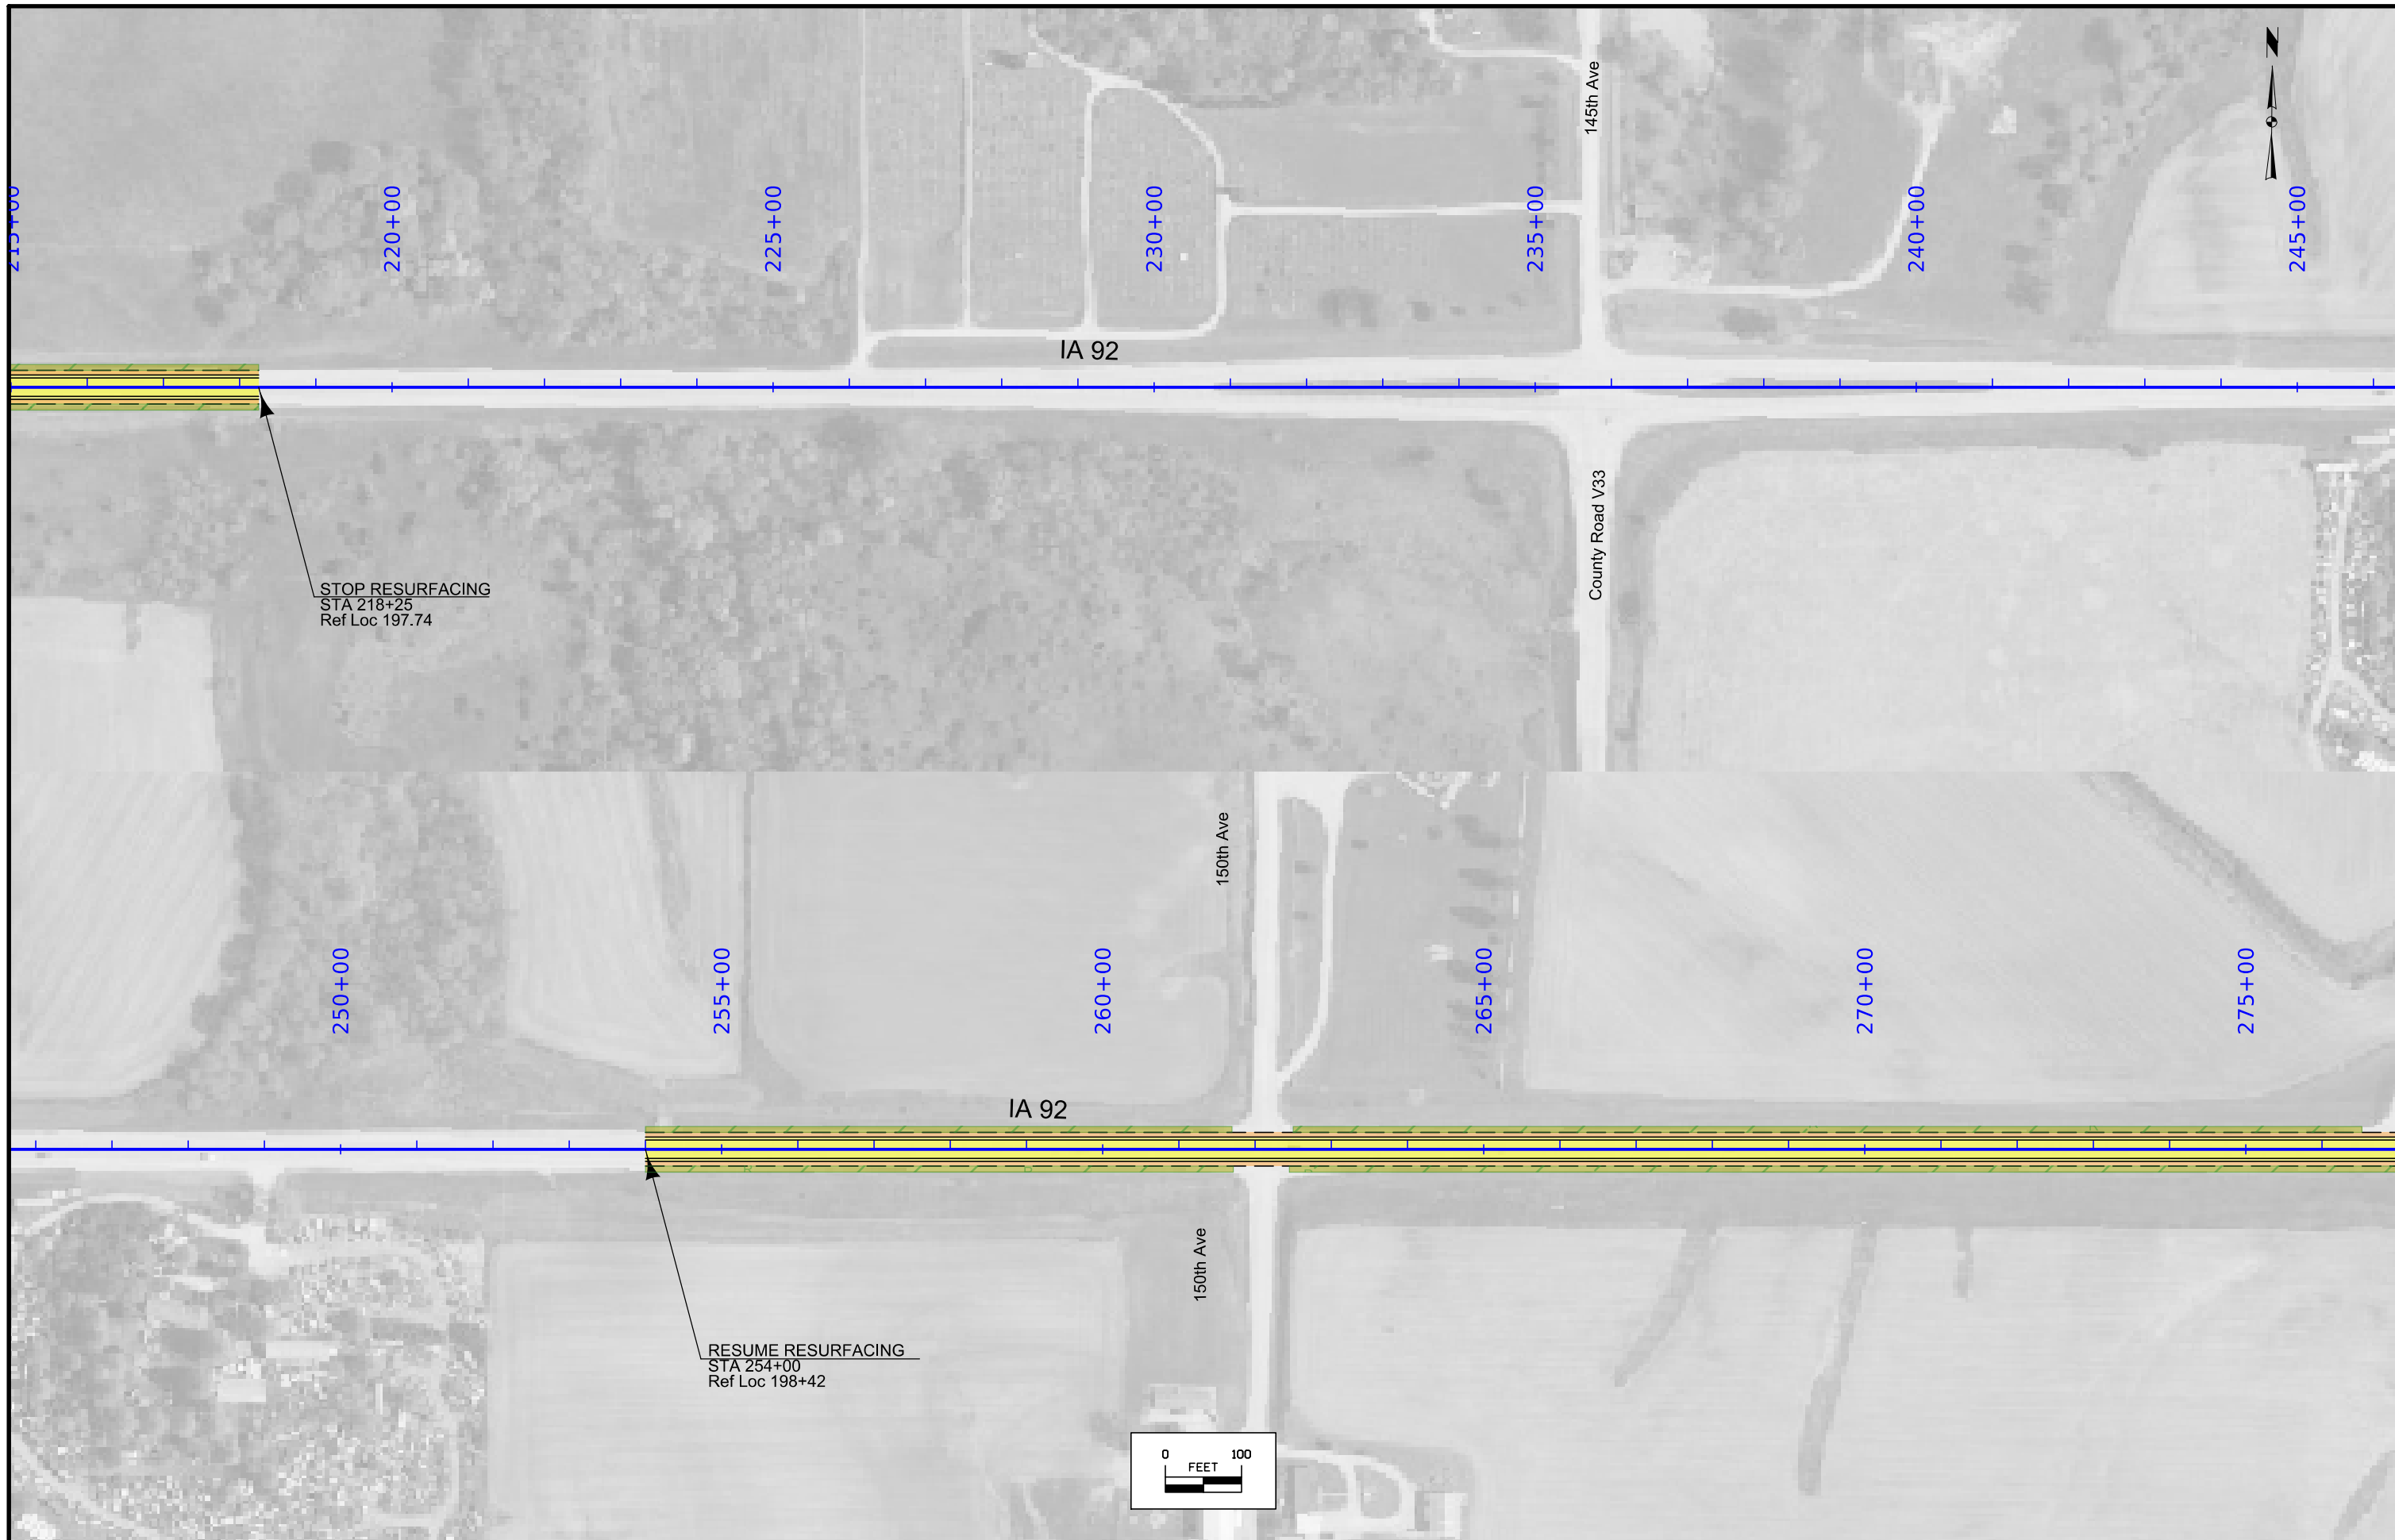 N
145th Ave
215+00
220+00
225+00
230+00
235+00
240+00
245+00
IA 92
County Road V33
STOP RESURFACING
STA 218+25
Ref Loc 197.74
150th Ave
250+00
255+00
260+00
265+00
270+00
275+00
IA 92
150th Ave
RESUME RESURFACING
STA 254+00
Ref Loc 198+42
0 100
FEET